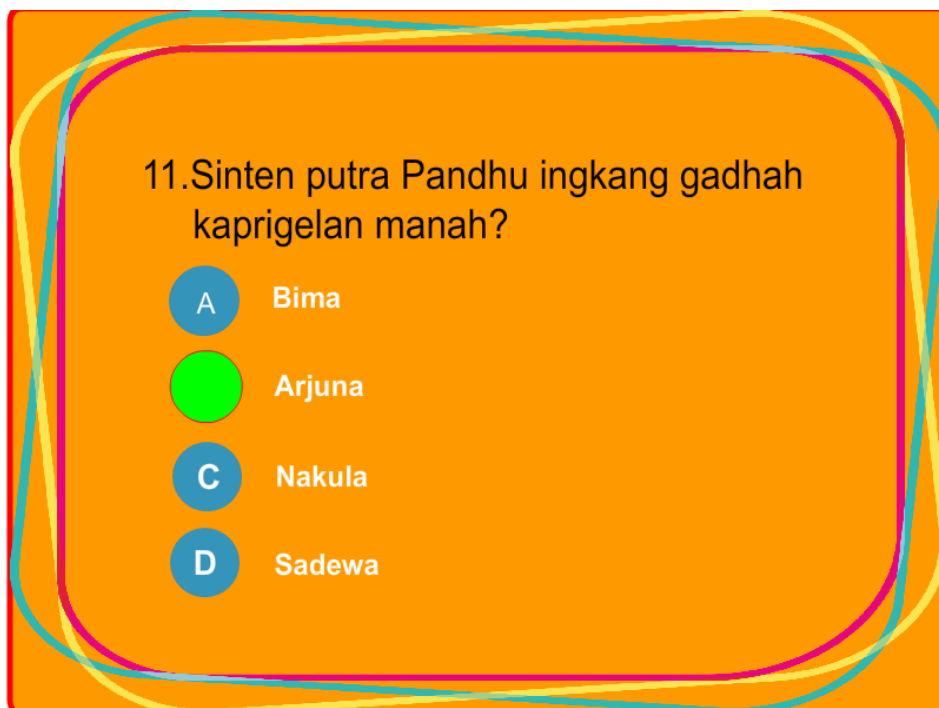 11.Sinten putra Pandhu ingkang gadhah
kaprigelan manah?
A Bima
Arjuna
C Nakula
D Sadewa